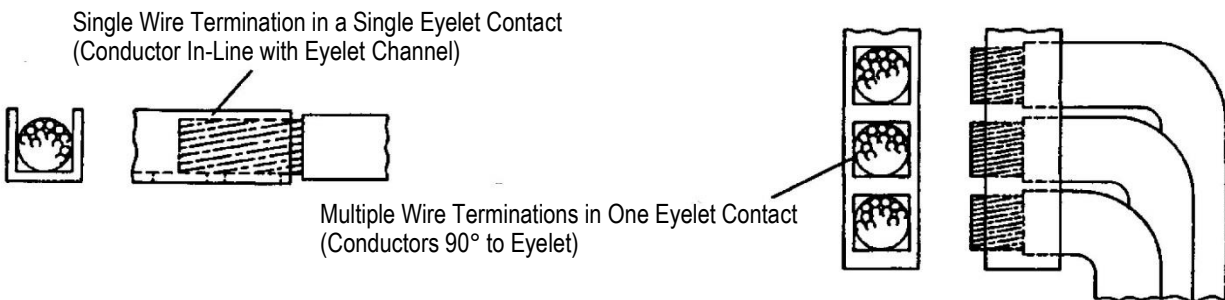 Single Wire Termination in a Single Eyelet Contact
(Conductor In-Line with Eyelet Channel)
Multiple Wire Terminations in One Eyelet Contact
(Conductors 90° to Eyelet)